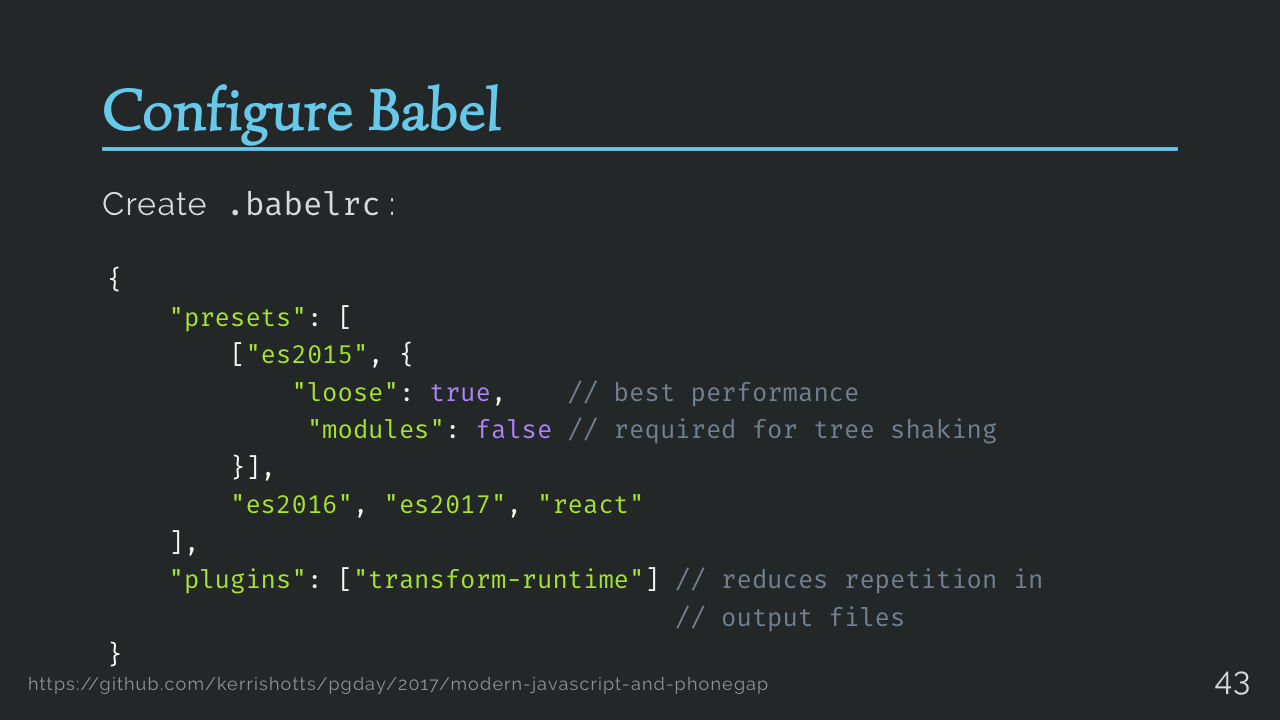 Configure Babel
Create .babelrc:
{
    "presets": [
        ["es2015", {
            "loose": true,    // best performance
             "modules": false // required for tree shaking
        }],
        "es2016", "es2017", "react"
    ],
    "plugins": ["transform-runtime"] // reduces repetition in
                                     // output files
}
https://github.com/kerrishotts/pgday/2017/modern-javascript-and-phonegap
43